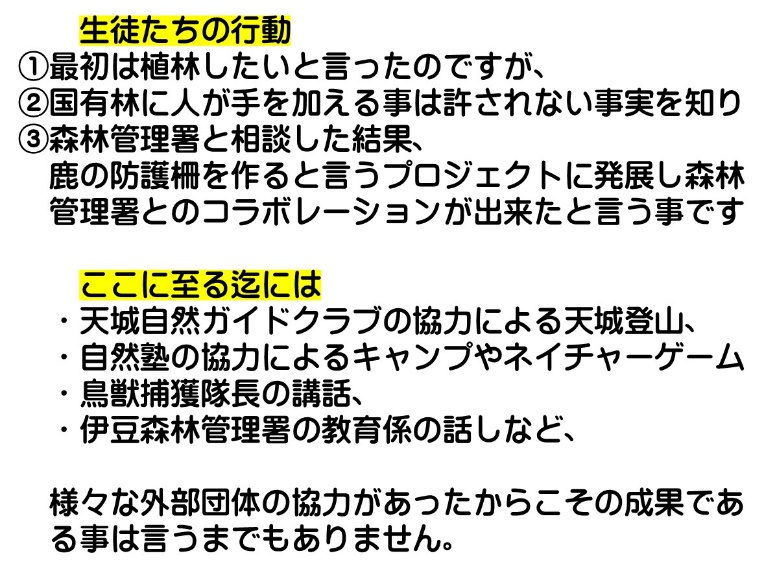 生徒たちの行動
①最初は植林したいと言ったのですが、
②国有林に人が手を加える事は許されない事実を知り
③森林管理署と相談した結果、
鹿の防護柵を作ると言うプロジェクトに発展し森林
管理署とのコラボレーションが出来たと言う事です
ここに至る迄には
・天城自然ガイドクラブの協力による天城登山、
・自然塾の協力によるキャンプやネイチャーゲーム
・鳥獣捕獲隊長の講話、
・伊豆森林管理署の教育係の話しなど、
様々な外部団体の協力があったからこその成果であ
る事は言うまでもありません。